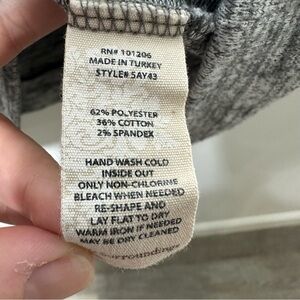 RN# 101206
MADE IN TURKEY
STYLE# 5AY43
62% POLYESTER
36% COTTON
2% SPANDEX
HAND WASH COLD
INSIDE OUT
ONLY NON-CHLORINE
BLEACH WHEN NEEDED
RE-SHAPE AND
LAY FLAT TO DRY
WARM IRON IF NEEDED
MAY BE DRY CLEANED